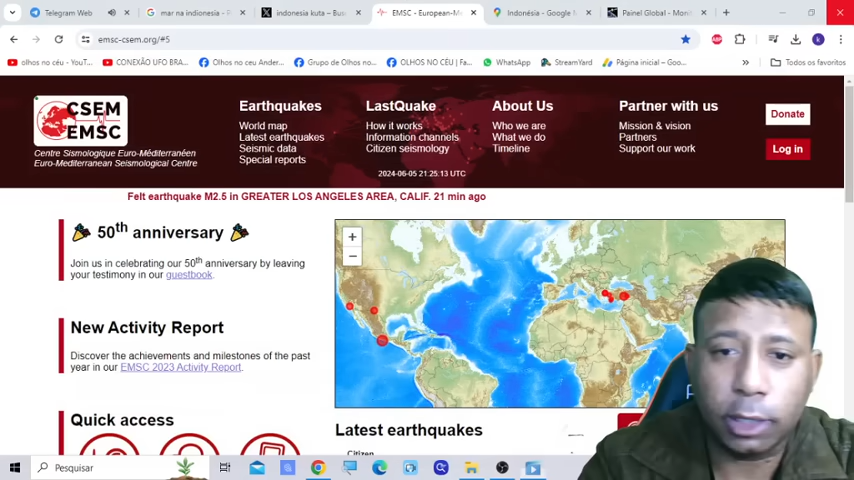 Telegram Web
mar na indionesia - P
indonesia kuta – Bus
EMSC - European-Me
Indonésia – Google M
Painel Global - Moni
emsc-csem.org/#5
ABP
k
olhos no céu - YouT...
CONEXÃO UFO BRA...
Olhos no ceu Ander...
Grupo de Olhos no...
OLHOS NO CÉU | Fa...
WhatsApp
StreamYard
Página inicial – Goo...
Todos os favoritos
CSEM
EMSC
Centre Sismologique Euro-Méditerranéen
Euro-Mediterranean Seismological Centre
Earthquakes
World map
Latest earthquakes
Seismic data
Special reports
LastQuake
How it works
Information channels
Citizen seismology
About Us
Who we are
What we do
Timeline
Partner with us
Mission & vision
Partners
Support our work
Donate
Log in
2024-06-05 21:25:13 UTC
Felt earthquake M2.5 in GREATER LOS ANGELES AREA, CALIF. 21 min ago
50th anniversary
Join us in celebrating our 50th anniversary by leaving
your testimony in our guestbook.
New Activity Report
Discover the achievements and milestones of the past
year in our EMSC 2023 Activity Report.
Quick access
+
−
Latest earthquakes
Citizen
Pesquisar